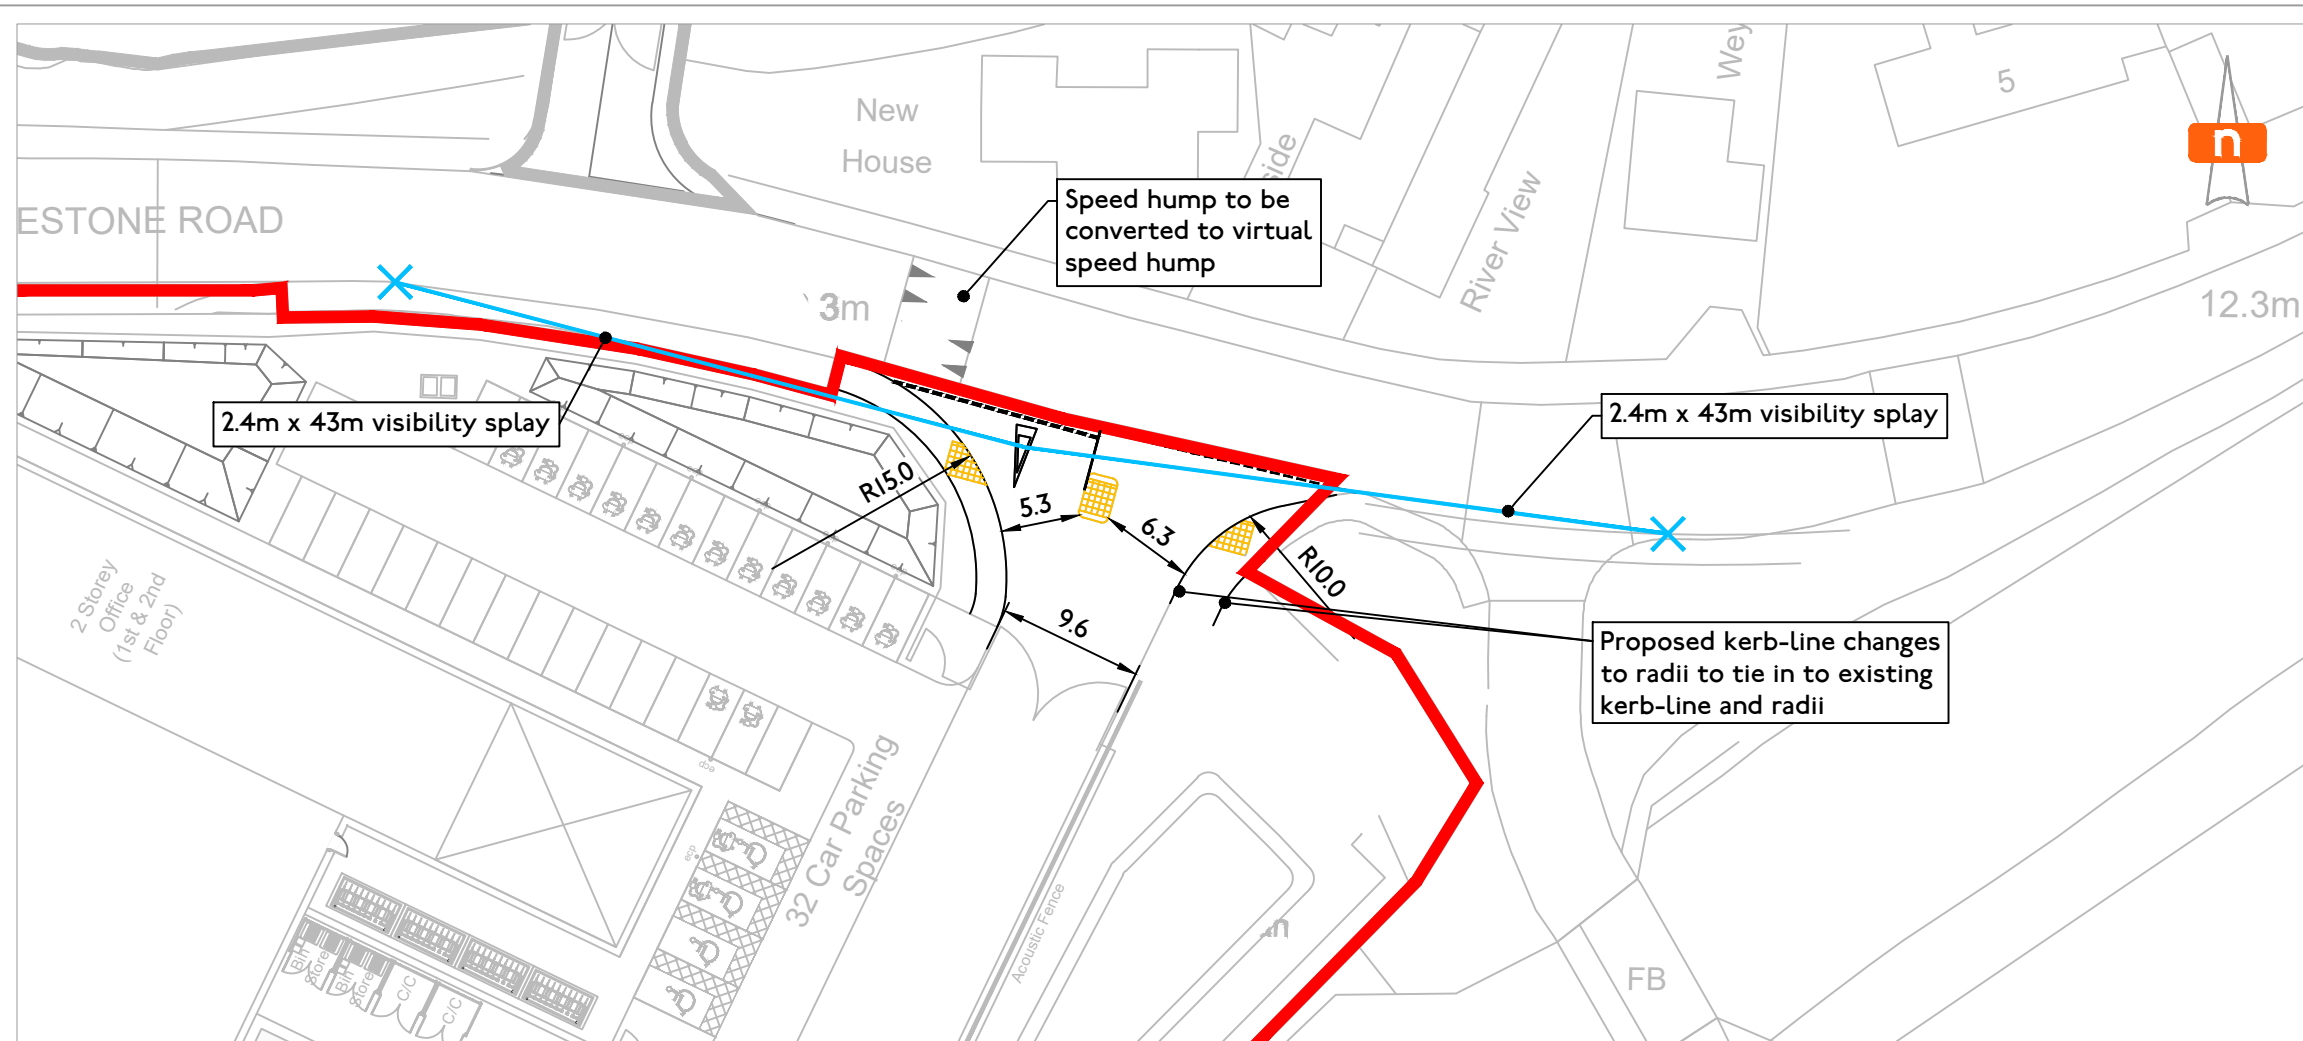 Wey
5
n
New
House
side
Speed hump to be
converted to virtual
speed hump
River View
ESTONE ROAD
3m
12.3m
2.4m x 43m visibility splay
2.4m x 43m visibility splay
R15.0
5.3
6.3
R10.0
9.6
2 Storey
Office
(1st & 2nd
Floor)
Proposed kerb-line changes
to radii to tie in to existing
kerb-line and radii
ecp
ecp
32 Car Parking
Spaces
Acoustic Fence
Bin
Store
Bin
Store
C/C
C/C
FB